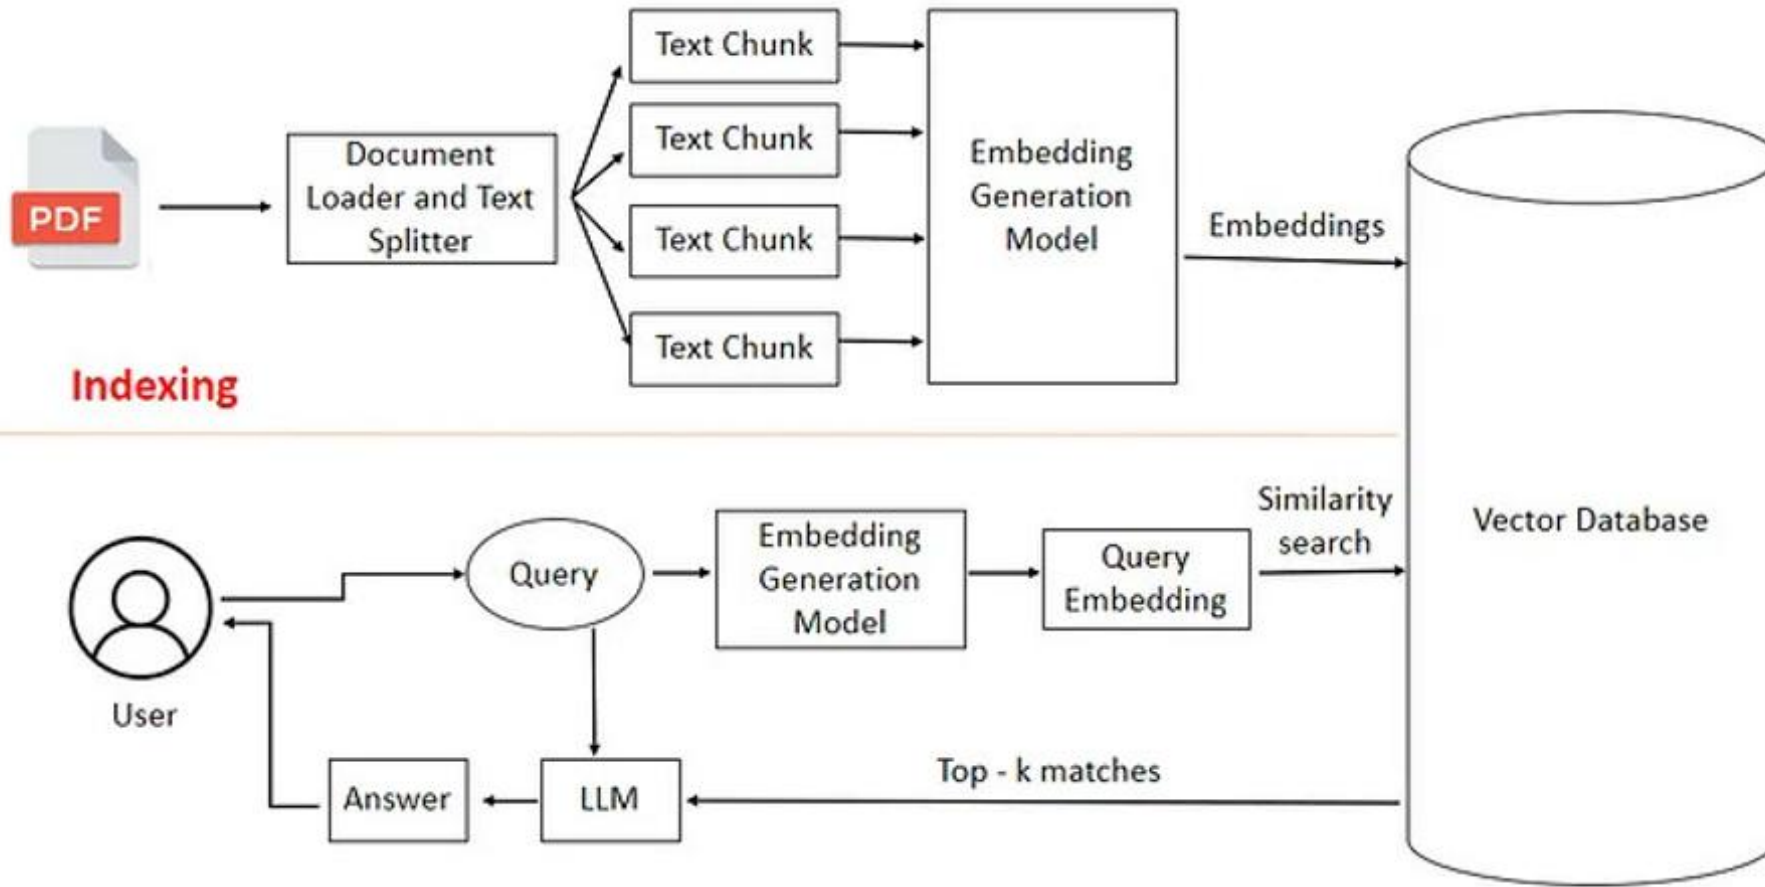 Text Chunk
Text Chunk
Text Chunk
Text Chunk
PDF
Document
Loader and Text
Splitter
Embedding
Generation
Model
Embeddings
Indexing
Vector Database
User
Query
Embedding
Generation
Model
Query
Embedding
Similarity
search
Top - k matches
LLM
Answer